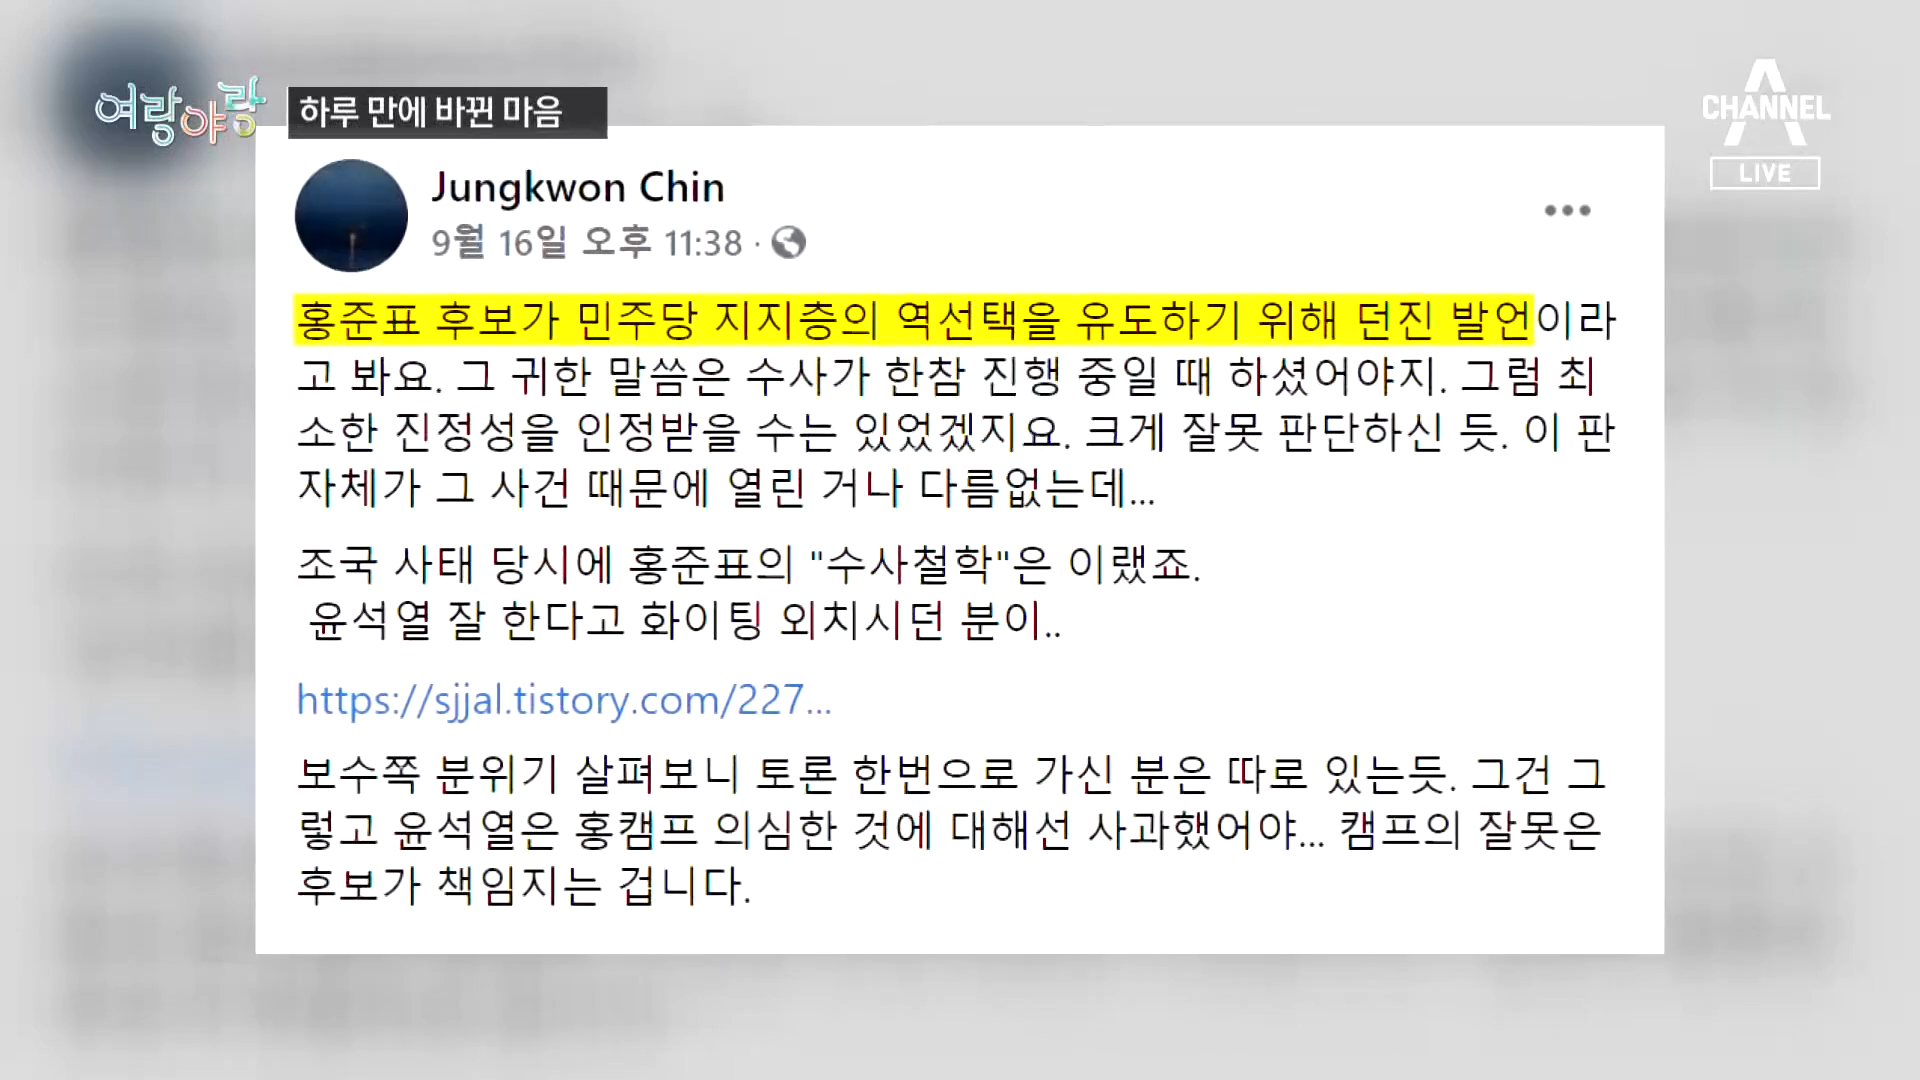 여랑야랑
하루 만에 바뀐 마음
CHANNEL A
LIVE
Jungkwon Chin
9월 16일 오후 11:38 ·
홍준표 후보가 민주당 지지층의 역선택을 유도하기 위해 던진 발언이라
고 봐요. 그 귀한 말씀은 수사가 한참 진행 중일 때 하셨어야지. 그럼 최
소한 진정성을 인정받을 수는 있었겠지요. 크게 잘못 판단하신 듯. 이 판
자체가 그 사건 때문에 열린 거나 다름없는데...
조국 사태 당시에 홍준표의 "수사철학"은 이랬죠.
윤석열 잘 한다고 화이팅 외치시던 분이..
https://sjjal.tistory.com/227...
보수쪽 분위기 살펴보니 토론 한번으로 가신 분은 따로 있는듯. 그건 그
렇고 윤석열은 홍캠프 의심한 것에 대해선 사과했어야... 캠프의 잘못은
후보가 책임지는 겁니다.